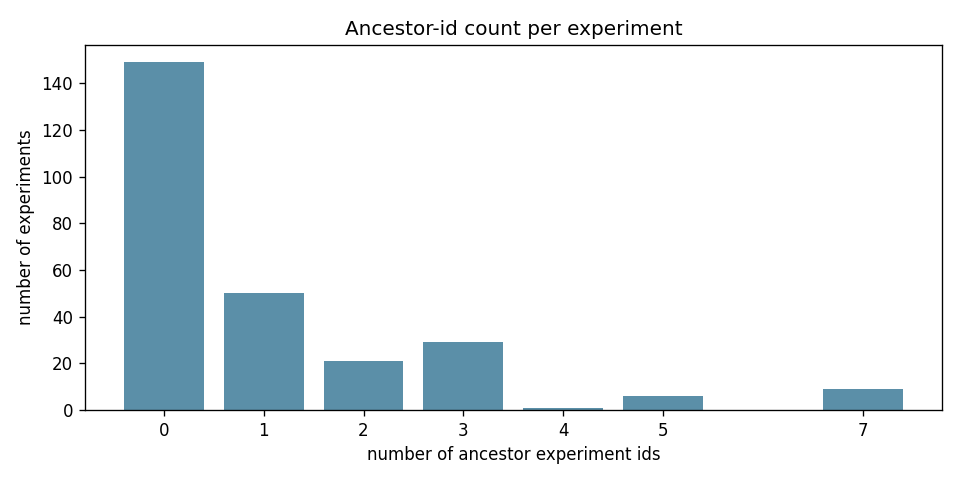 Ancestor-id count per experiment
number of experiments
140
120
100
80
60
40
20
0
0 1 2 3 4 5 7
number of ancestor experiment ids